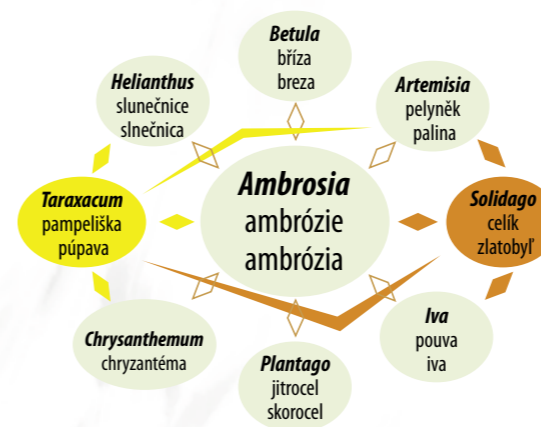 Betula
bříza
breza
Helianthus
slunečnice
slnečnica
Artemisia
pelyněk
palina
Taraxacum
pampeliška
púpava
Ambrosia
ambrózie
ambrózia
Solidago
celík
zlatobyľ
Chrysanthemum
chryzantéma
Plantago
jitrocel
skorocel
Iva
pouva
iva